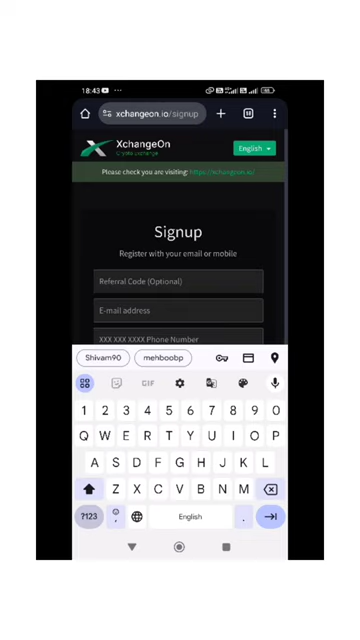 18:43
xchangeon.io/signup
XchangeOn
Crypto Exchange
English
Please check you are visiting: https://xchangeon.io/
Signup
Register with your email or mobile
Referral Code (Optional)
E-mail address
XXX XXX XXXX Phone Number
Shivam90 mehboobp
GIF
1 2 3 4 5 6 7 8 9 0
Q W E R T Y U I O P
A S D F G H J K L
Z X C V B N M
?123 , English .